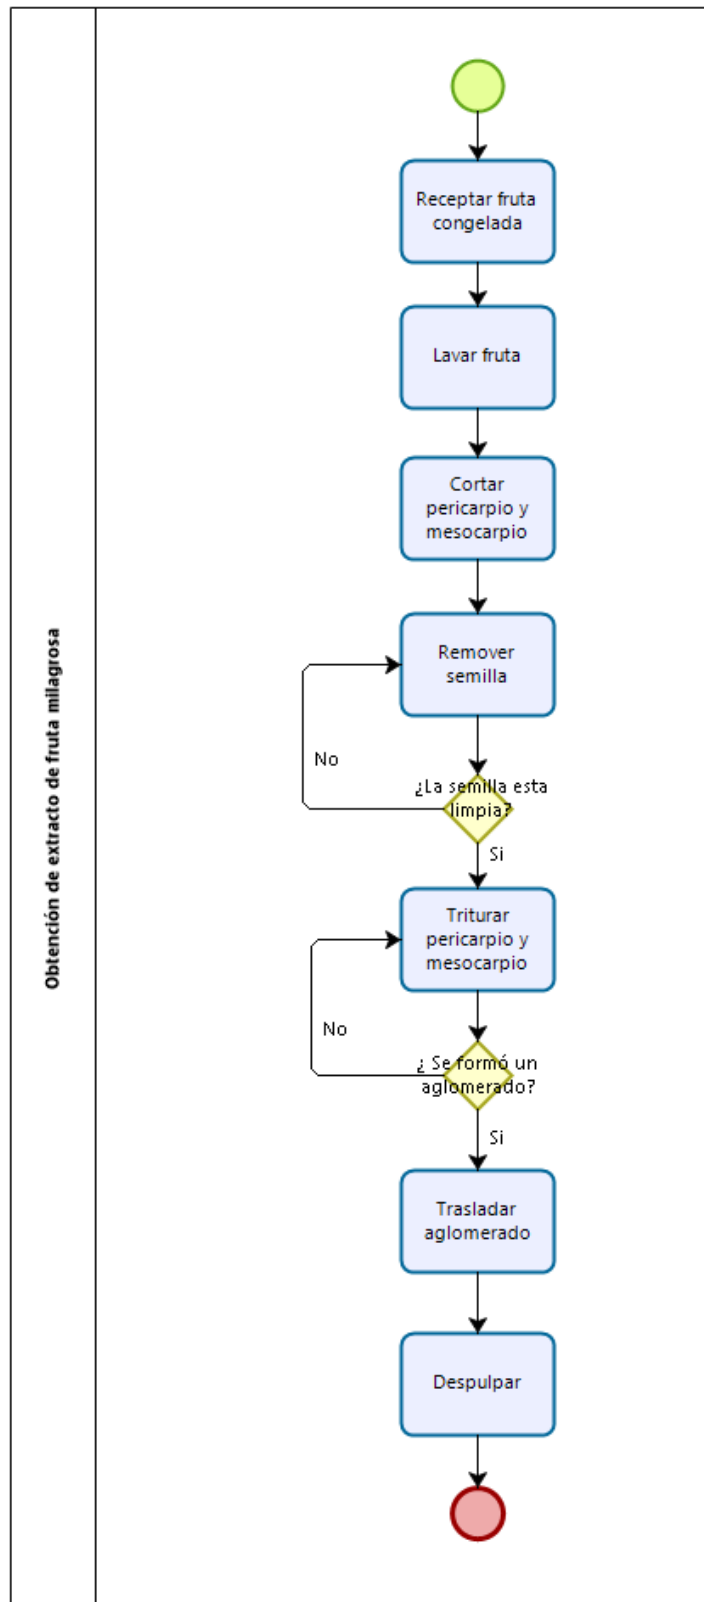 Obtención de extracto de fruta milagrosa
Receptar fruta
congelada
Lavar fruta
Cortar
pericarpio y
mesocarpio
Remover
semilla
No
¿La semilla esta
limpia?
Si
Triturar
pericarpio y
mesocarpio
No
¿ Se formó un
aglomerado?
Si
Trasladar
aglomerado
Despulpar